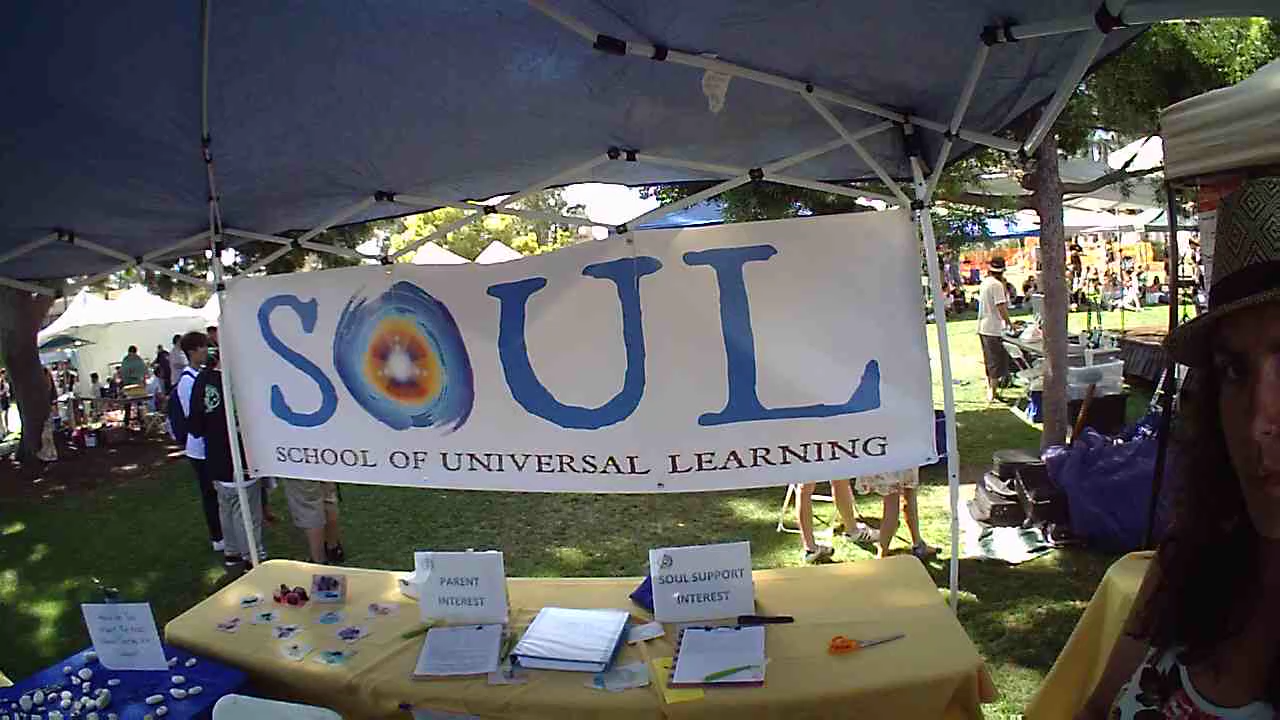 SOUL
SCHOOL OF UNIVERSAL LEARNING
PARENT
INTEREST
SOUL SUPPORT
INTEREST